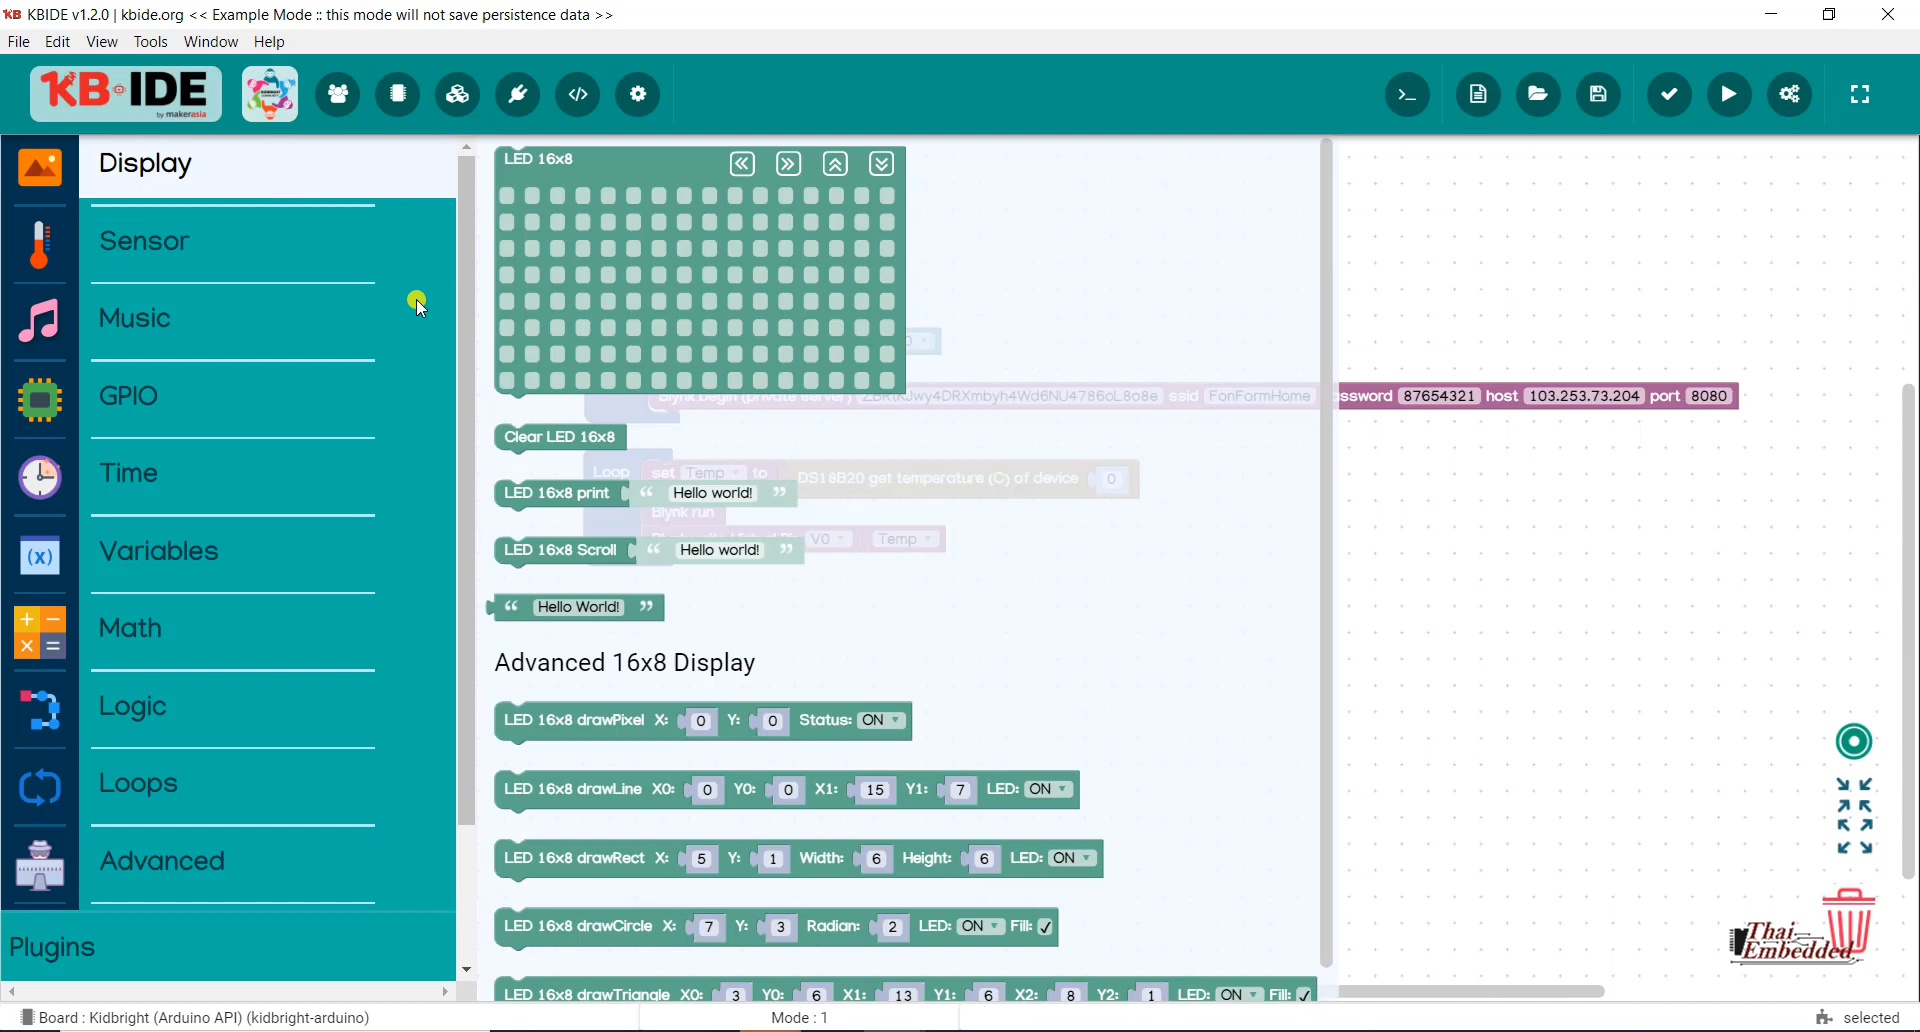 KBIDE v1.2.0 | kbide.org << Example Mode :: this mode will not save persistence data >>
File Edit View Tools Window Help
KB-IDE
by makerasia
Display
Sensor
Music
GPIO
Time
Variables
Math
Logic
Loops
Advanced
Plugins
LED 16x8
ssword 87654321 host 103.253.73.204 port 8080
ssid FonFormHome
Clear LED 16x8
Loop set Temp to DS18B20 get temperature (C) of device 0
LED 16x8 print “ Hello world! ”
Blynk run
V0 Temp
LED 16x8 Scroll “ Hello world! ”
“ Hello World! ”
Advanced 16x8 Display
LED 16x8 drawPixel X: 0 Y: 0 Status: ON
LED 16x8 drawLine X0: 0 Y0: 0 X1: 15 Y1: 7 LED: ON
LED 16x8 drawRect X: 5 Y: 1 Width: 6 Height: 6 LED: ON
LED 16x8 drawCircle X: 7 Y: 3 Radian: 2 LED: ON Fill: ✓
LED 16x8 drawTriangle X0: 3 Y0: 6 X1: 13 Y1: 6 X2: 8 Y2: 1 LED: ON Fill: ✓
Thai
Embedded
Board : Kidbright (Arduino API) (kidbright-arduino)
Mode : 1
selected